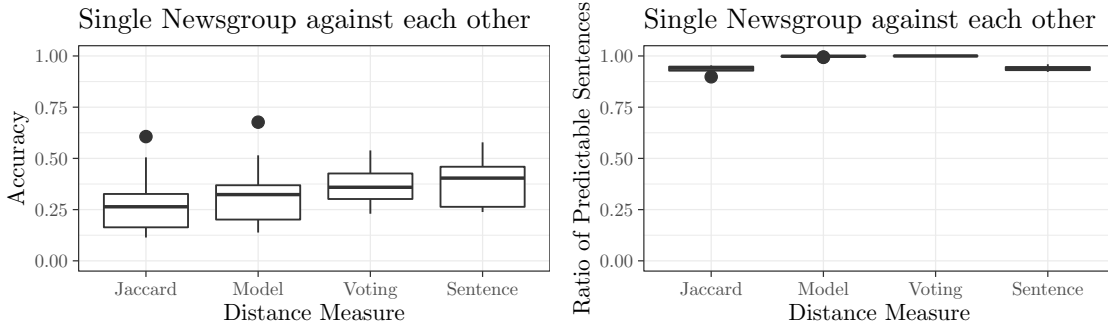 Single Newsgroup against each other
Accuracy
1.00
0.75
0.50
0.25
0.00
Jaccard Model Voting Sentence
Distance Measure
Single Newsgroup against each other
Ratio of Predictable Sentences
1.00
0.75
0.50
0.25
0.00
Jaccard Model Voting Sentence
Distance Measure